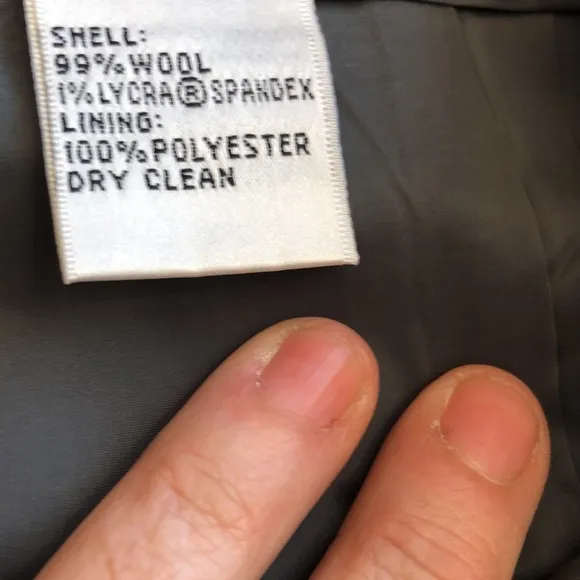 SHELL:
99% WOOL
1% LYCRA® SPANDEX
LINING:
100% POLYESTER
DRY CLEAN